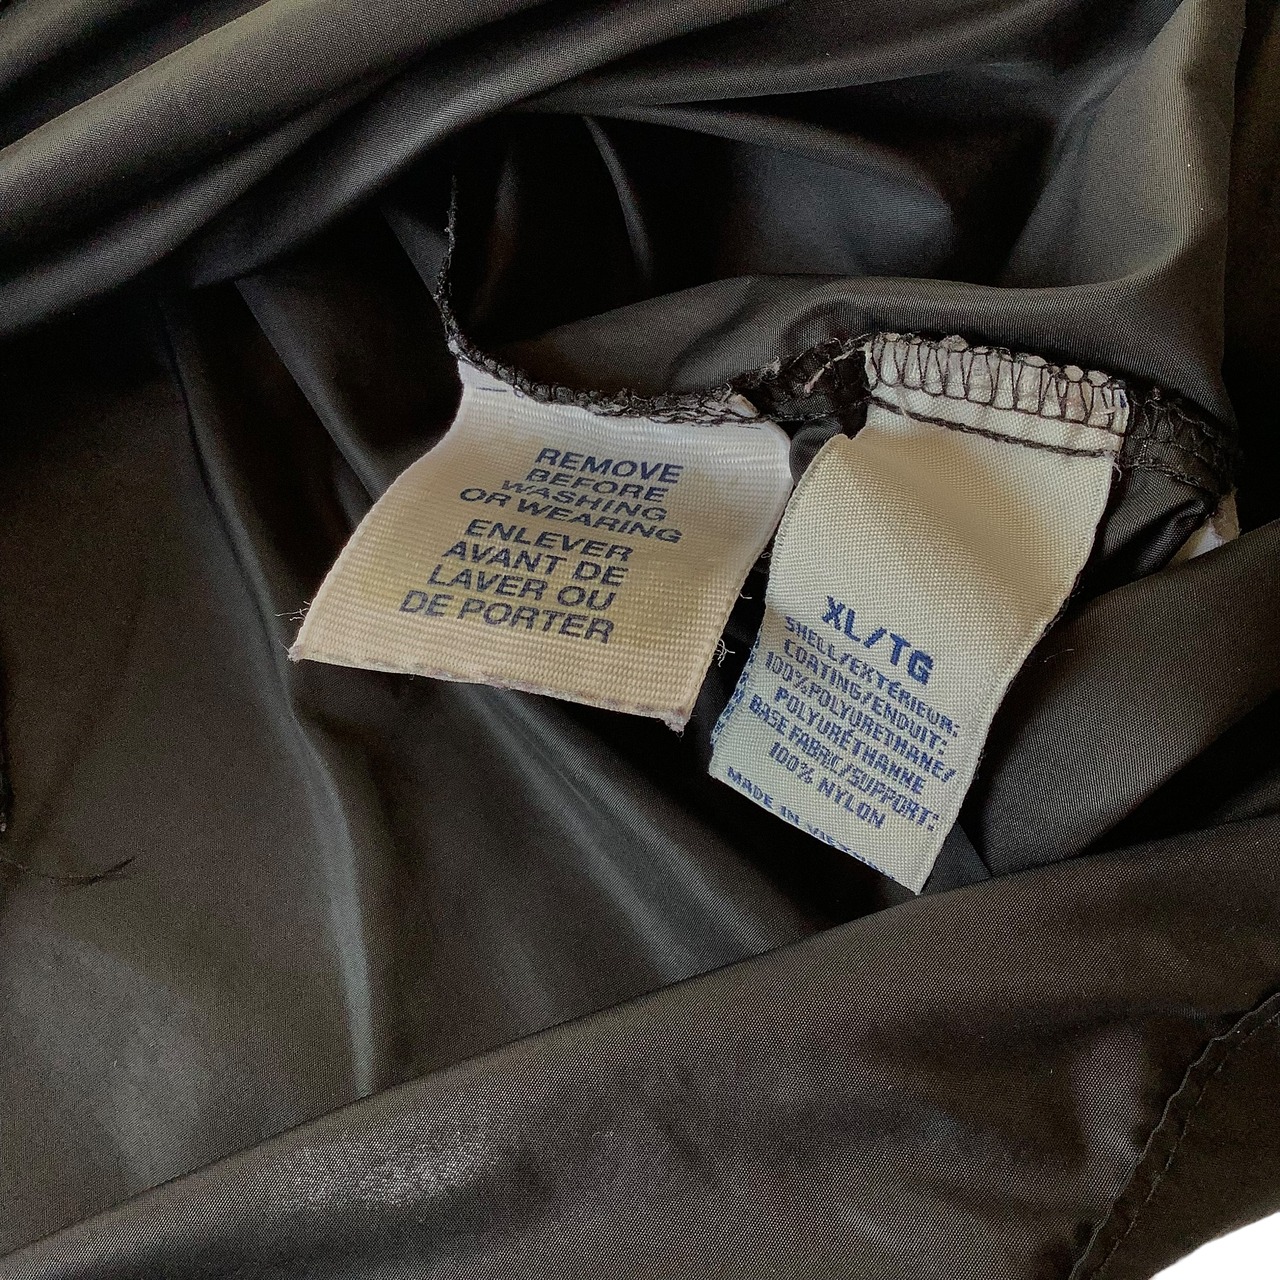 REMOVE
BEFORE
WASHING
OR WEARING
ENLEVER
AVANT DE
LAVER OU
DE PORTER
XL/TG
SHELL/EXTÉRIEUR:
COATING/ENDUIT:
100%POLYURETHANE/
POLYURÉTHANNE
BASE FABRIC/SUPPORT:
100% NYLON
MADE IN